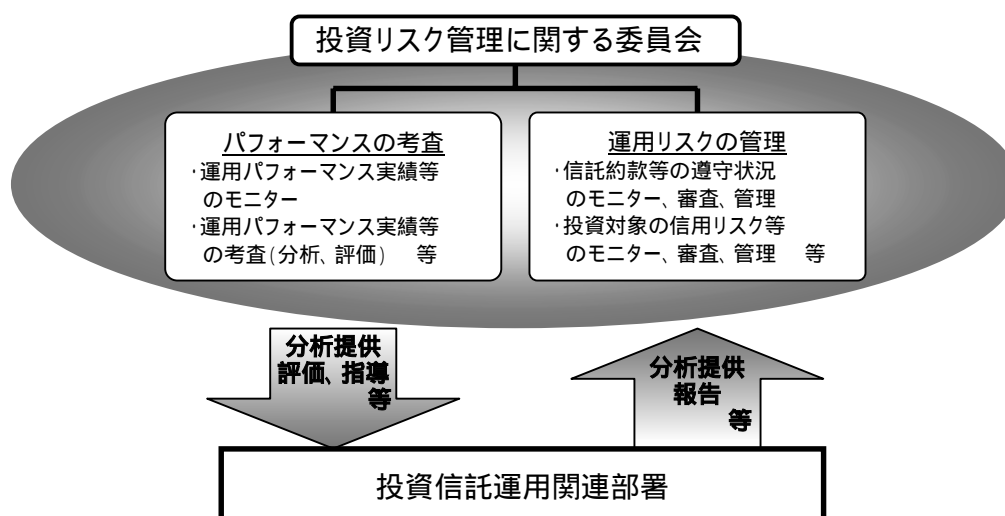 投資リスク管理に関する委員会
パフォーマンスの考査
･運用パフォーマンス実績等
のモニター
･運用パフォーマンス実績等
の考査(分析、評価)　等
運用リスクの管理
･信託約款等の遵守状況
のモニター、審査、管理
･投資対象の信用リスク等
のモニター、審査、管理　等
分析提供
評価、指導
等
分析提供
報告
等
投資信託運用関連部署